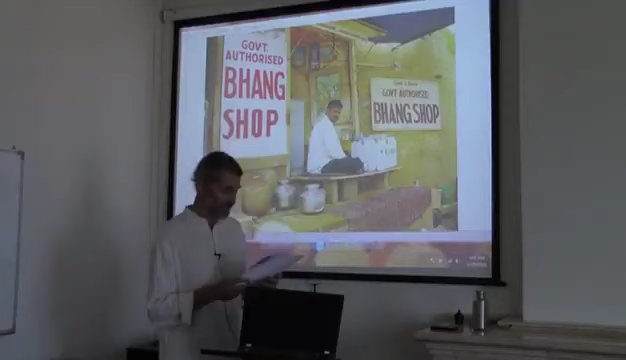 GOVT.
AUTHORISED
BHANG
SHOP
GOVT AUTHORISED
BHANG SHOP